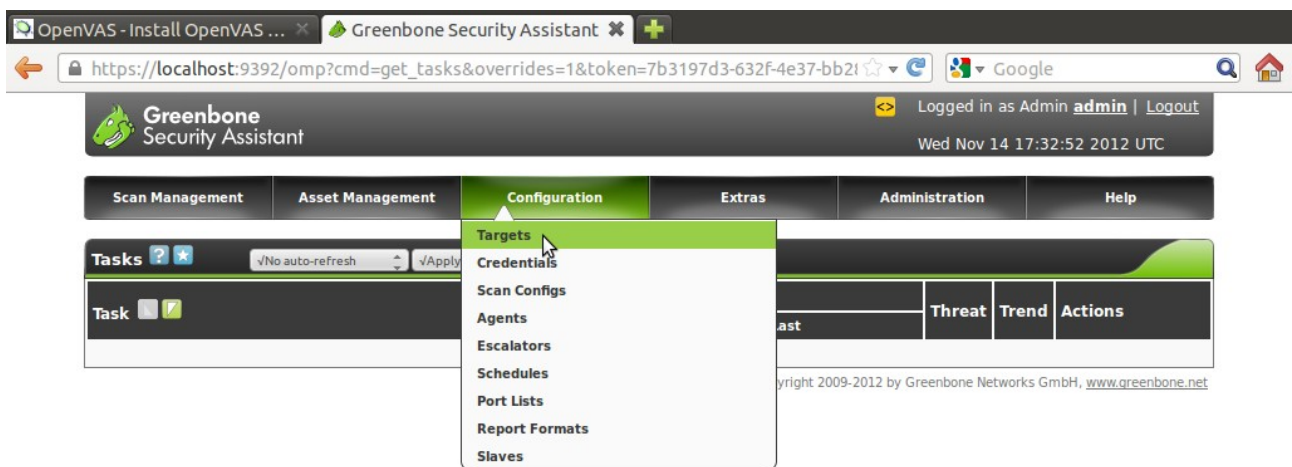 OpenVAS - Install OpenVAS ...
Greenbone Security Assistant
https://localhost:9392/omp?cmd=get_tasks&overrides=1&token=7b3197d3-632f-4e37-bb2
Google
Greenbone
Security Assistant
Logged in as Admin admin | Logout
Wed Nov 14 17:32:52 2012 UTC
Scan Management
Asset Management
Configuration
Extras
Administration
Help
Tasks
√No auto-refresh
√Apply
Targets
Credentials
Scan Configs
Agents
Escalators
Schedules
Port Lists
Report Formats
Slaves
Task
Threat
Trend
Actions
2009-2012 by Greenbone Networks GmbH, www.greenbone.net